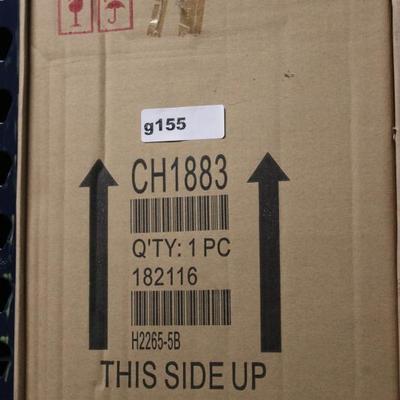 g155
CH1883
Q'TY: 1 PC
182116
H2265-5B
THIS SIDE UP